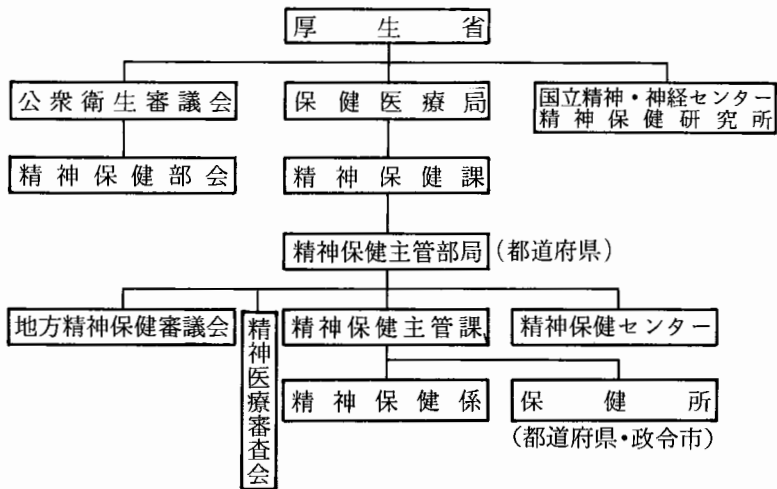 厚生省
公衆衛生審議会
保健医療局
国立精神・神経センター
精神保健研究所
精神保健部会
精神保健課
精神保健主管部局(都道府県)
地方精神保健審議会
精神医療審査会
精神保健主管課
精神保健センター
精神保健係
保健所
(都道府県・政令市)